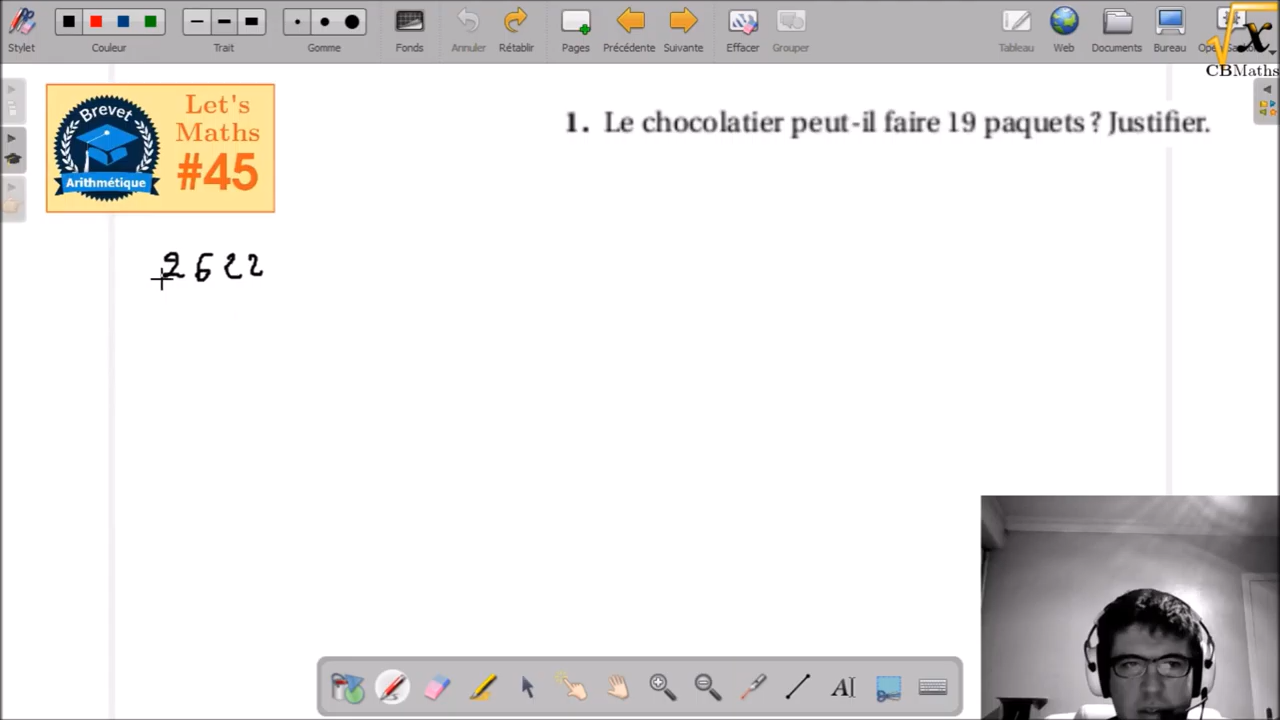 Stylet
Couleur
Trait
Gomme
Fonds
Annuler
Rétablir
Pages
Précédente
Suivante
Effacer
Grouper
Tableau
Web
Documents
Bureau
x
CBMaths
Brevet
Arithmétique
Let's
Maths
#45
1. Le chocolatier peut-il faire 19 paquets ? Justifier.
2622
AI